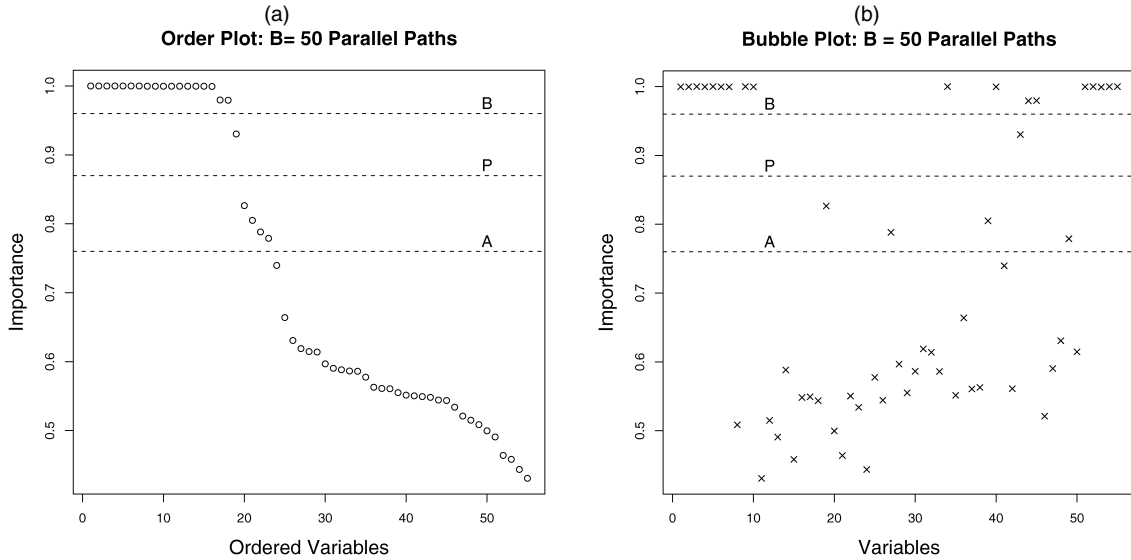 (a)
Order Plot: B= 50 Parallel Paths
Importance
1.0
0.9
0.8
0.7
0.6
0.5
B
P
A
0 10 20 30 40 50
Ordered Variables
(b)
Bubble Plot: B = 50 Parallel Paths
Importance
1.0
0.9
0.8
0.7
0.6
0.5
B
P
A
0 10 20 30 40 50
Variables